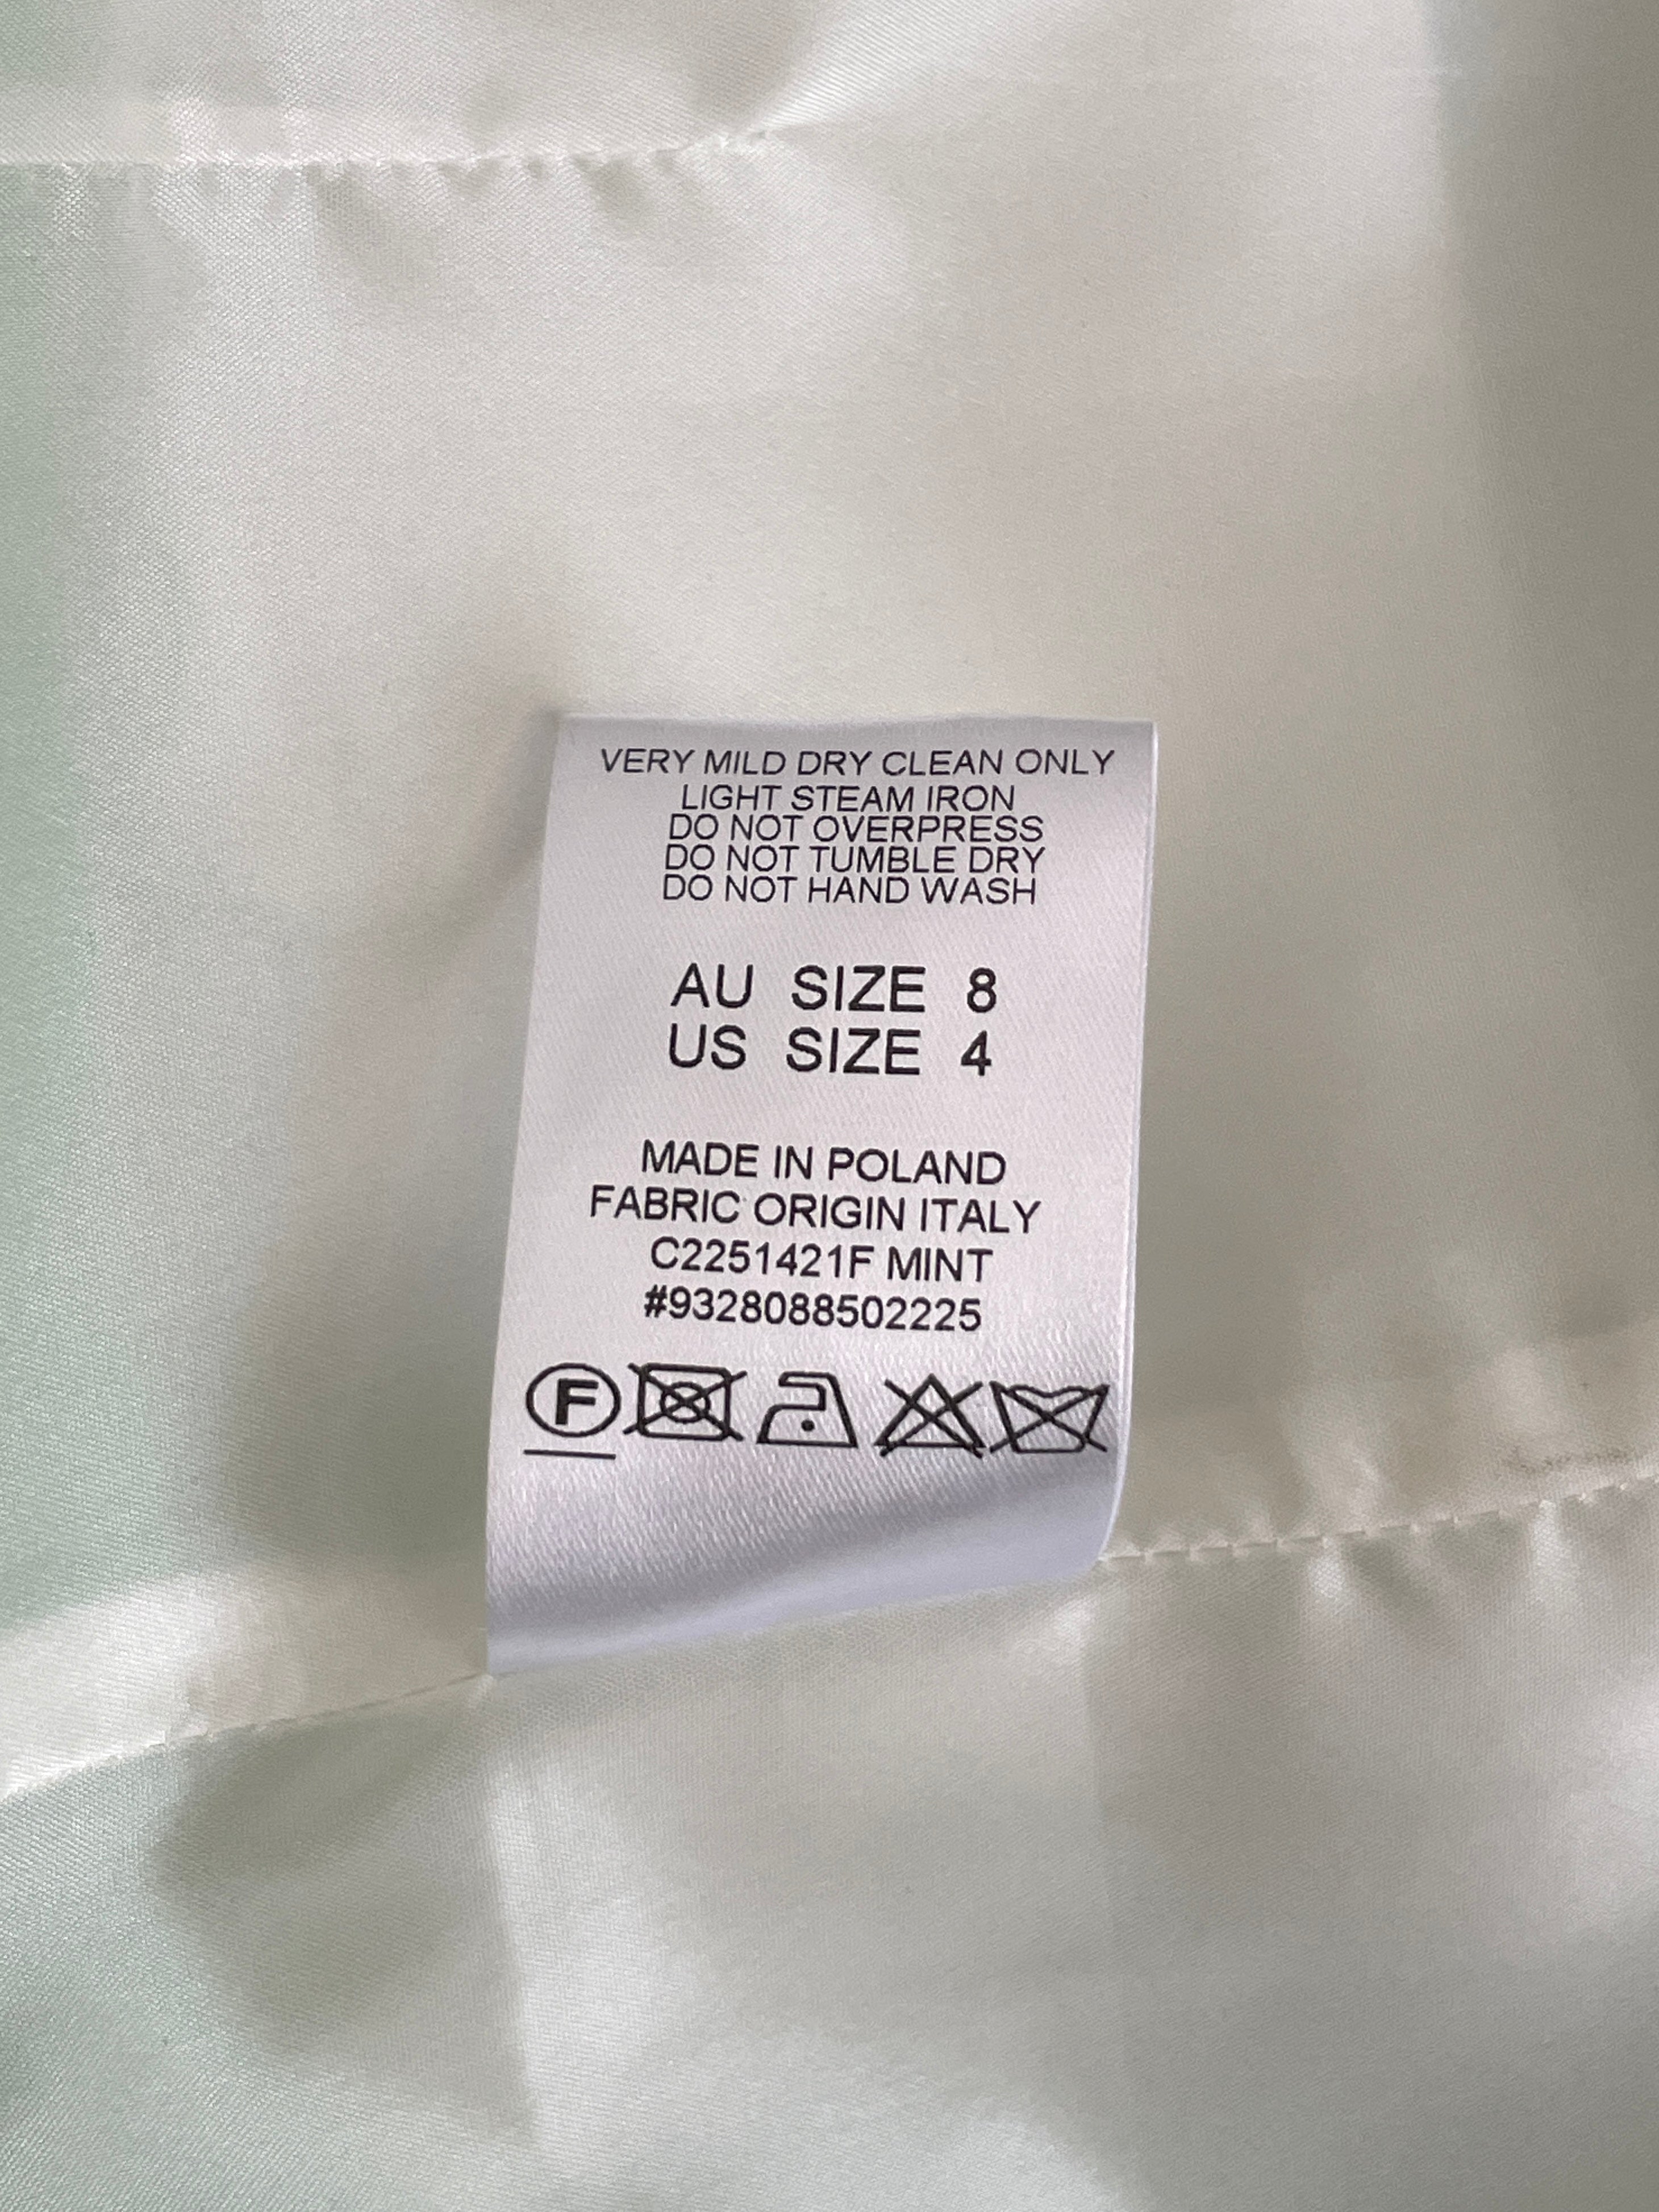 VERY MILD DRY CLEAN ONLY
LIGHT STEAM IRON
DO NOT OVERPRESS
DO NOT TUMBLE DRY
DO NOT HAND WASH
AU SIZE 8
US SIZE 4
MADE IN POLAND
FABRIC ORIGIN ITALY
C2251421F MINT
#9328088502225
F